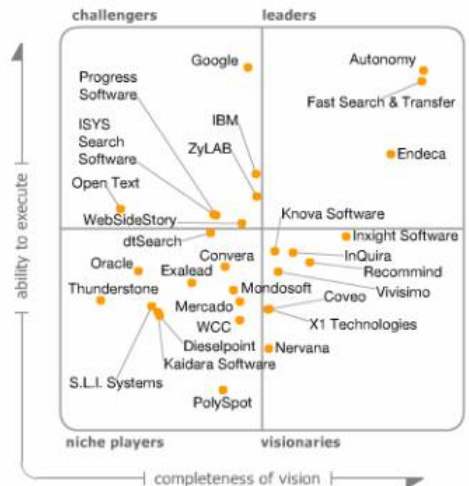 challengers
leaders
Google
Autonomy
Progress
Software
Fast Search & Transfer
IBM
ISYS
Search
Software
ZyLAB
Endeca
Open Text
WebSideStory
Knova Software
dtSearch
Inxight Software
Convera
InQuira
Oracle
Exalead
Recommind
Thunderstone
Mondosoft
Vivisimo
Mercado
Coveo
WCC
X1 Technologies
Dieselpoint
Nervana
Kaidara Software
S.L.I. Systems
PolySpot
niche players
visionaries
ability to execute
completeness of vision